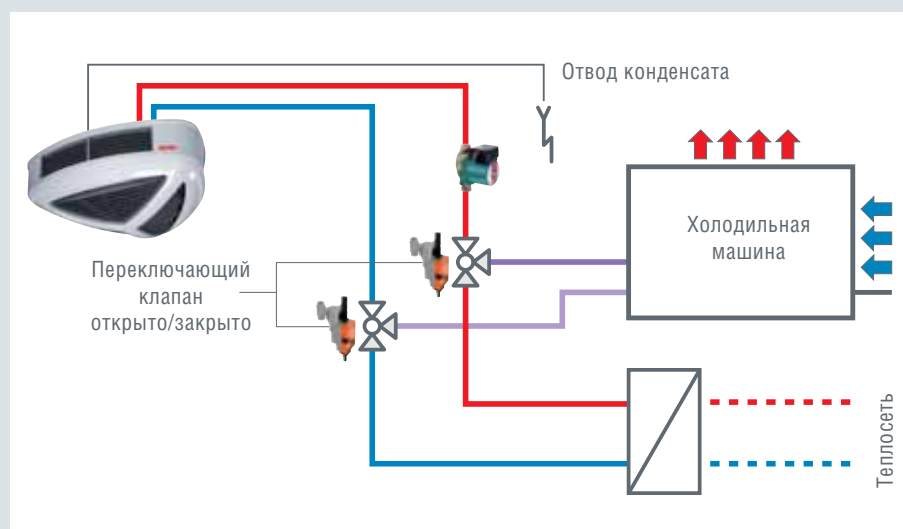 Отвод конденсата
Холодильная
машина
Переключающий
клапан
открыто/закрыто
Теплосеть